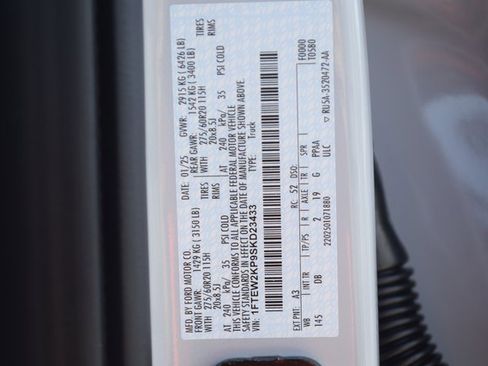 MFD. BY FORD MOTOR CO.
DATE: 01/25 GVWR: 2915 KG ( 6426 LB)
FRONT GAWR: 1429 KG ( 3150 LB) REAR GAWR: 1542 KG ( 3400 LB)
WITH 275/60R20 115H TIRES WITH 275/60R20 115H TIRES
20x8.5J RIMS 20x8.5J RIMS
AT 240 kPa/ 35 PSI COLD AT 240 kPa/ 35 PSI COLD
THIS VEHICLE CONFORMS TO ALL APPLICABLE FEDERAL MOTOR VEHICLE
SAFETY STANDARDS IN EFFECT ON THE DATE OF MANUFACTURE SHOWN ABOVE.
VIN: 1FTEW2KP9SKD23433 TYPE: Truck
F0000
T05B0
EXT PNT: A3 RC: 52 DSO:
WB INT TR TP/PS R AXLE TR SPR
145 DB 2 19 G PPAA
2202501071880 ULC
RU5A-3520472-AA